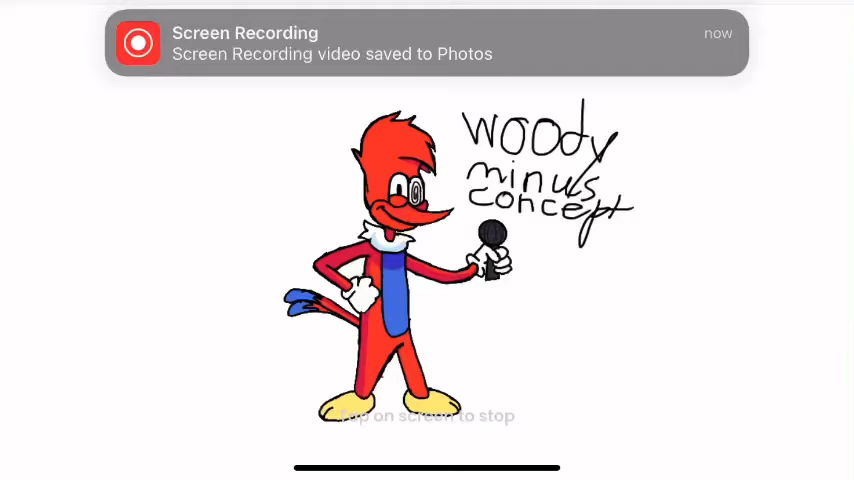 Screen Recording
now
Screen Recording video saved to Photos
woody
minus
concept
Tap on screen to stop